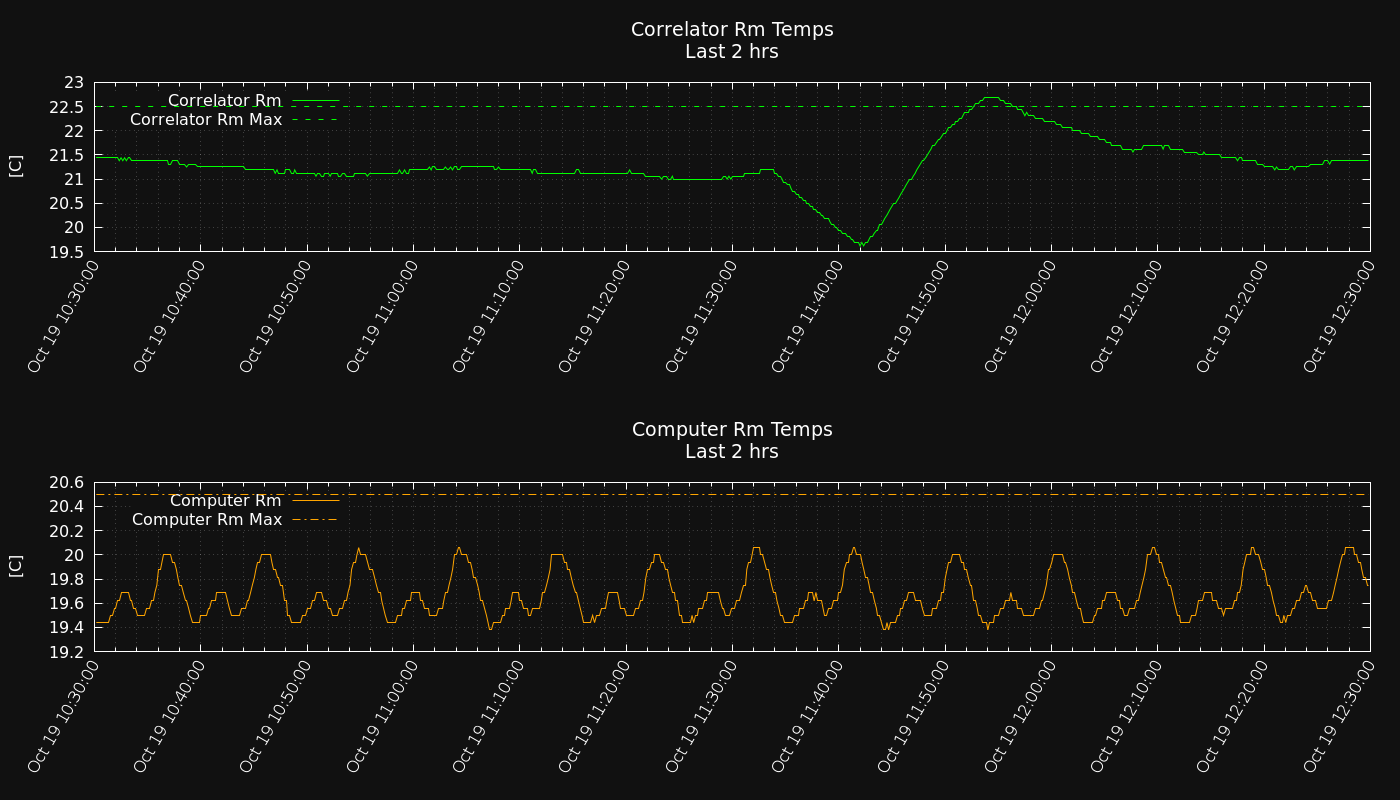 Correlator Rm Temps
Last 2 hrs
[C]
23
22.5
22
21.5
21
20.5
20
19.5
Correlator Rm
Correlator Rm Max
Oct 19 10:30:00
Oct 19 10:40:00
Oct 19 10:50:00
Oct 19 11:00:00
Oct 19 11:10:00
Oct 19 11:20:00
Oct 19 11:30:00
Oct 19 11:40:00
Oct 19 11:50:00
Oct 19 12:00:00
Oct 19 12:10:00
Oct 19 12:20:00
Oct 19 12:30:00
Computer Rm Temps
Last 2 hrs
[C]
20.6
20.4
20.2
20
19.8
19.6
19.4
19.2
Computer Rm
Computer Rm Max
Oct 19 10:30:00
Oct 19 10:40:00
Oct 19 10:50:00
Oct 19 11:00:00
Oct 19 11:10:00
Oct 19 11:20:00
Oct 19 11:30:00
Oct 19 11:40:00
Oct 19 11:50:00
Oct 19 12:00:00
Oct 19 12:10:00
Oct 19 12:20:00
Oct 19 12:30:00